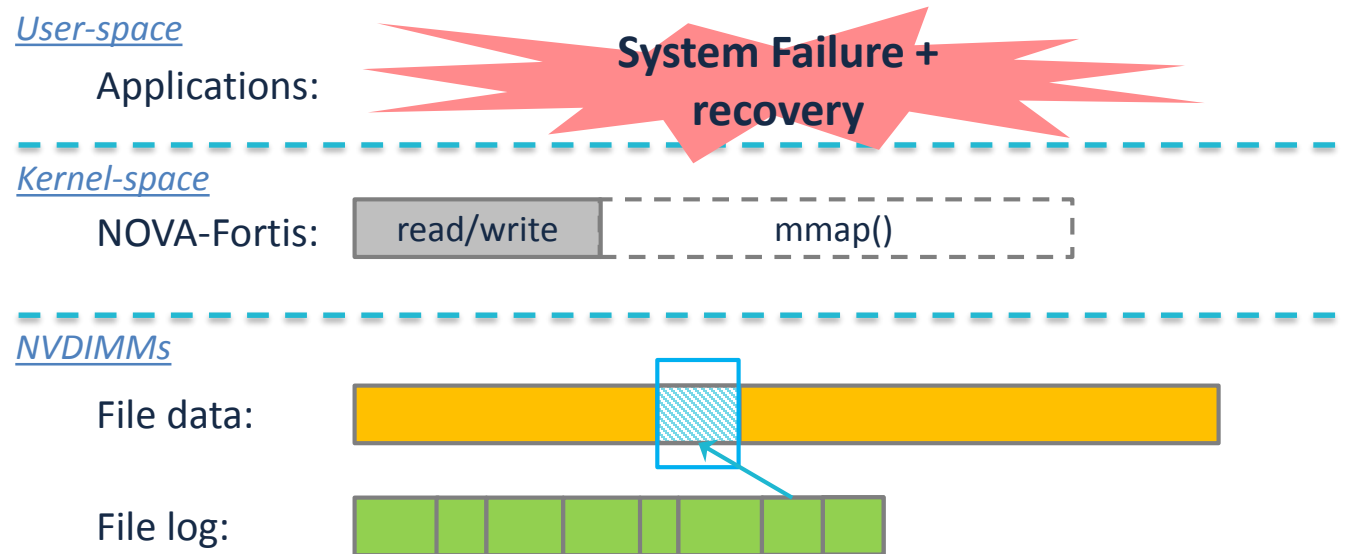 User-space
System Failure +
Applications:
recovery
Kernel-space
NOVA-Fortis:
read/write
mmap()
NVDIMMs
File data:
File log: